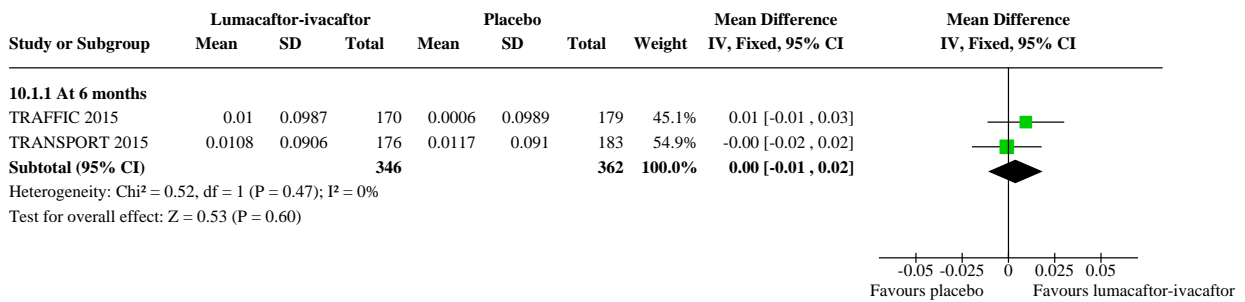 Lumacaftor-ivacaftor Placebo Mean Difference Mean Difference
Study or Subgroup Mean SD Total Mean SD Total Weight IV, Fixed, 95% CI IV, Fixed, 95% CI
10.1.1 At 6 months
TRAFFIC 2015 0.01 0.0987 170 0.0006 0.0989 179 45.1% 0.01 [-0.01 , 0.03]
TRANSPORT 2015 0.0108 0.0906 176 0.0117 0.091 183 54.9% -0.00 [-0.02 , 0.02]
Subtotal (95% CI) 346 362 100.0% 0.00 [-0.01 , 0.02]
Heterogeneity: Chi² = 0.52, df = 1 (P = 0.47); I² = 0%
Test for overall effect: Z = 0.53 (P = 0.60)
-0.05 -0.025 0 0.025 0.05
Favours placebo Favours lumacaftor-ivacaftor